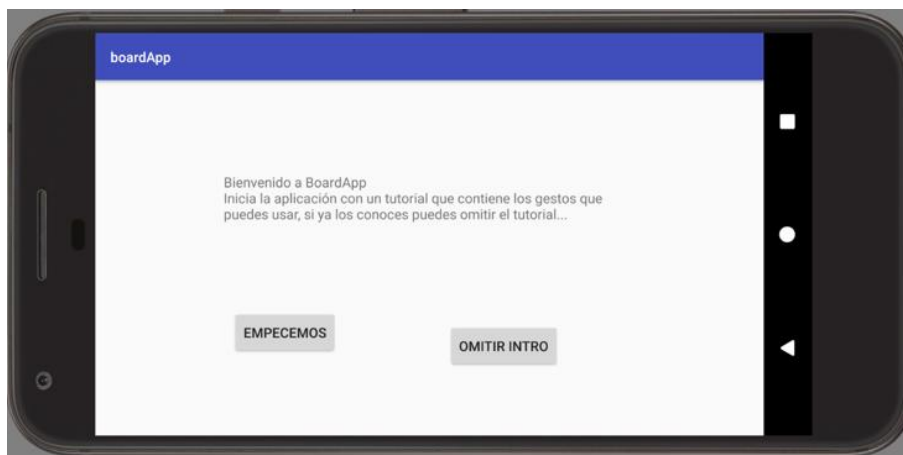 boardApp
Bienvenido a BoardApp
Inicia la aplicación con un tutorial que contiene los gestos que
puedes usar, si ya los conoces puedes omitir el tutorial...
EMPECEMOS
OMITIR INTRO